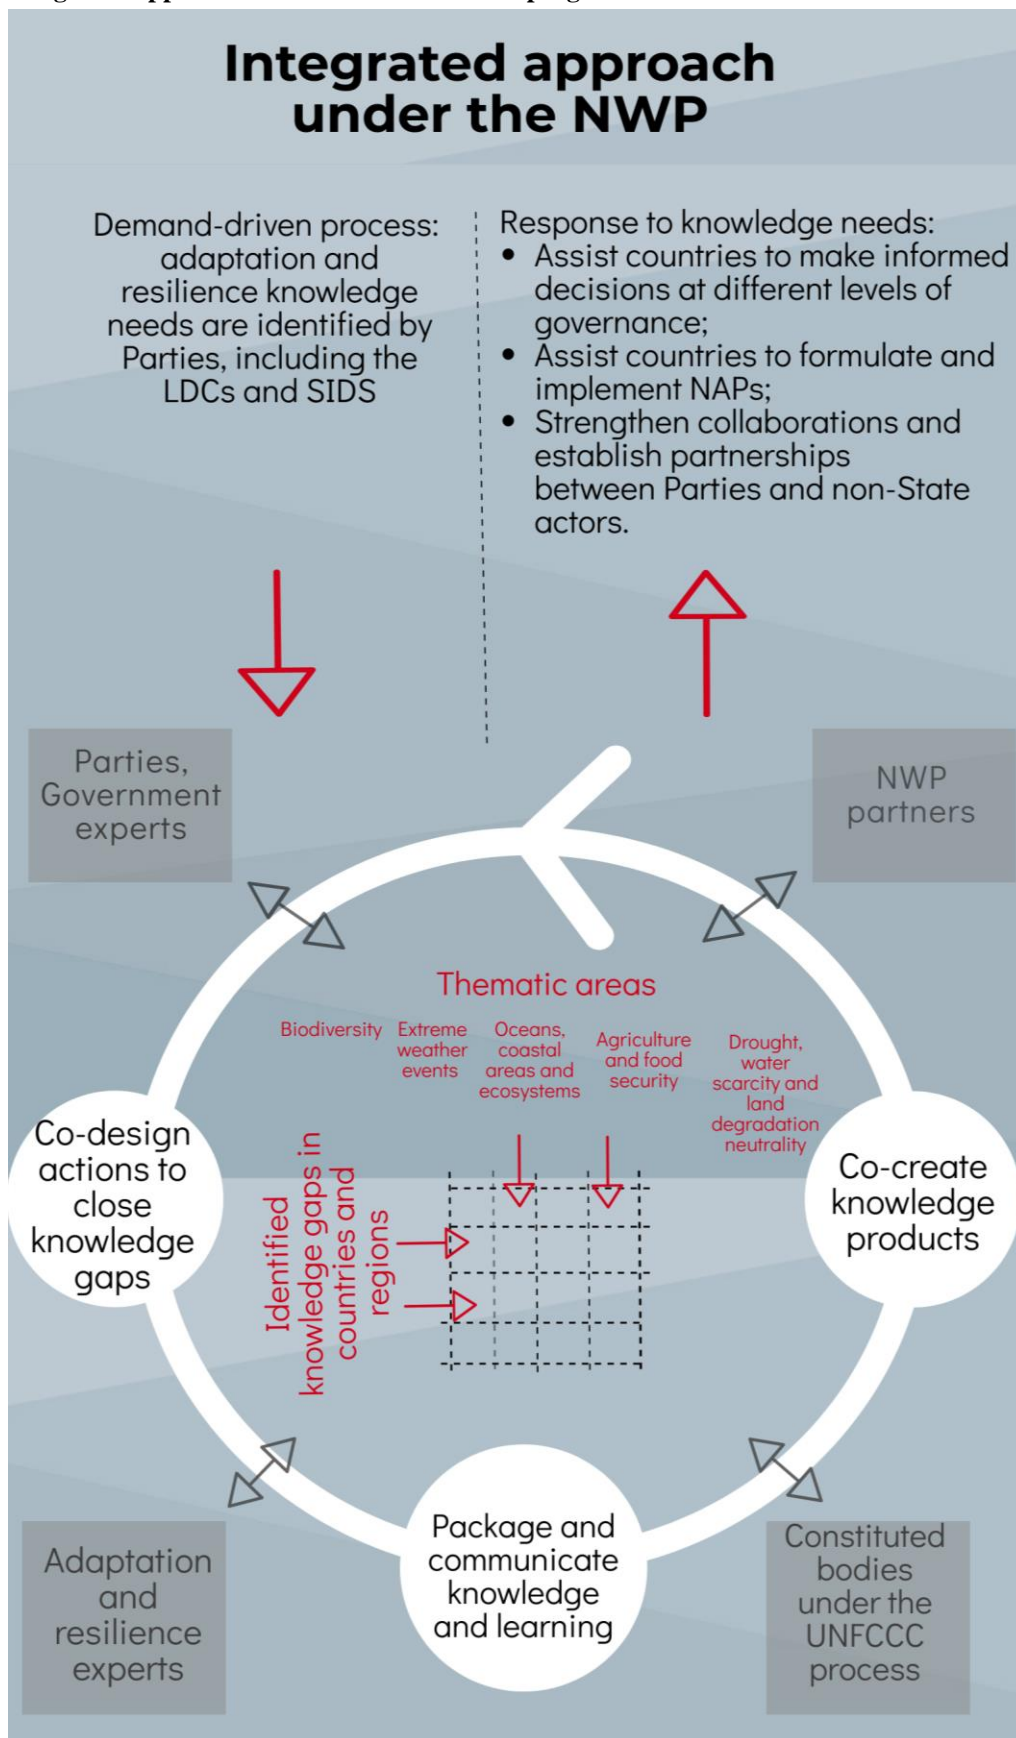 Integrated approach
under the NWP
Demand-driven process:
adaptation and
resilience knowledge
needs are identified by
Parties, including the
LDCs and SIDS
Response to knowledge needs:
• Assist countries to make informed
decisions at different levels of
governance;
• Assist countries to formulate and
implement NAPs;
• Strengthen collaborations and
establish partnerships
between Parties and non-State
actors.
Parties,
Government
experts
NWP
partners
Thematic areas
Biodiversity
Extreme
weather
events
Oceans,
coastal
areas and
ecosystems
Agriculture
and food
security
Drought,
water
scarcity and
land
degradation
neutrality
Co-design
actions to
close
knowledge
gaps
Identified
knowledge gaps in
countries and
regions
Co-create
knowledge
products
Package and
communicate
knowledge
and learning
Adaptation
and
resilience
experts
Constituted
bodies
under the
UNFCCC
process